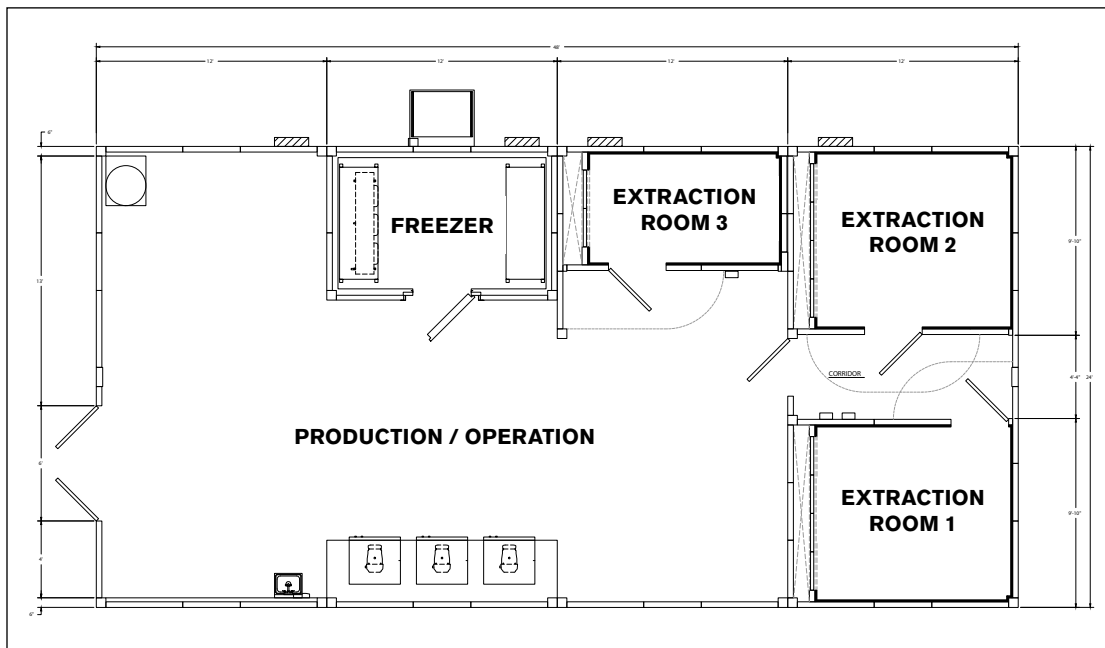 48'
12'
12'
12'
12'
6"
FREEZER
EXTRACTION
ROOM 3
EXTRACTION
ROOM 2
9'-10"
13'
CORRIDOR
4'-4"
24'
PRODUCTION / OPERATION
6'
EXTRACTION
ROOM 1
9'-10"
4'
6"